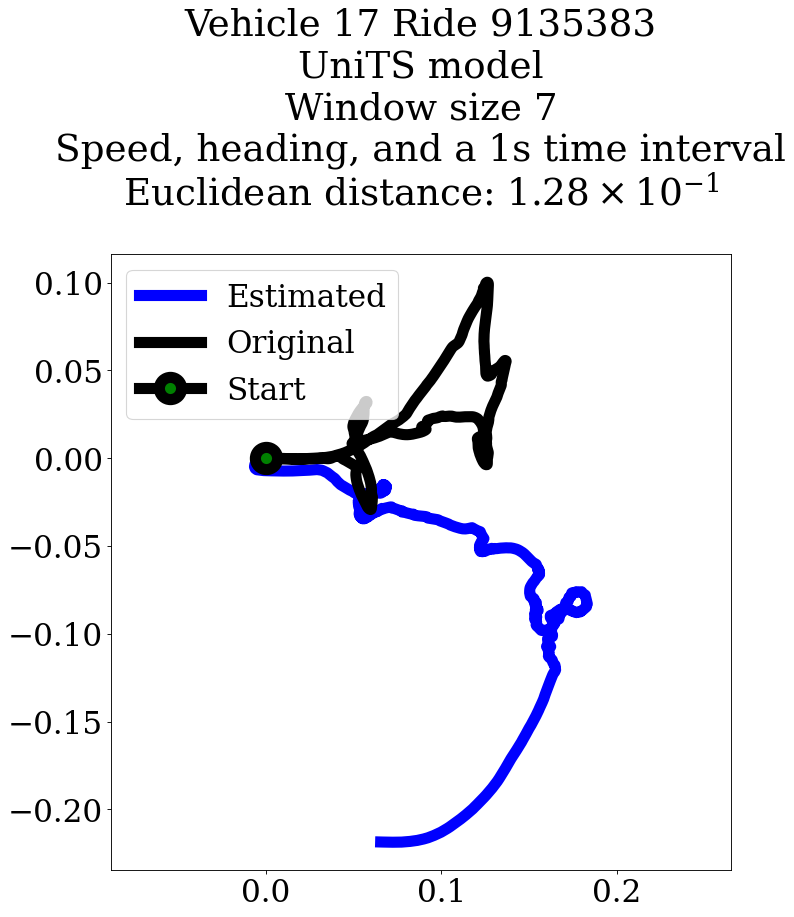 Vehicle 17 Ride 9135383
UniTS model
Window size 7
Speed, heading, and a 1s time interval
Euclidean distance: 1.28 × 10⁻¹
Estimated
Original
Start
0.10
0.05
0.00
−0.05
−0.10
−0.15
−0.20
0.0
0.1
0.2